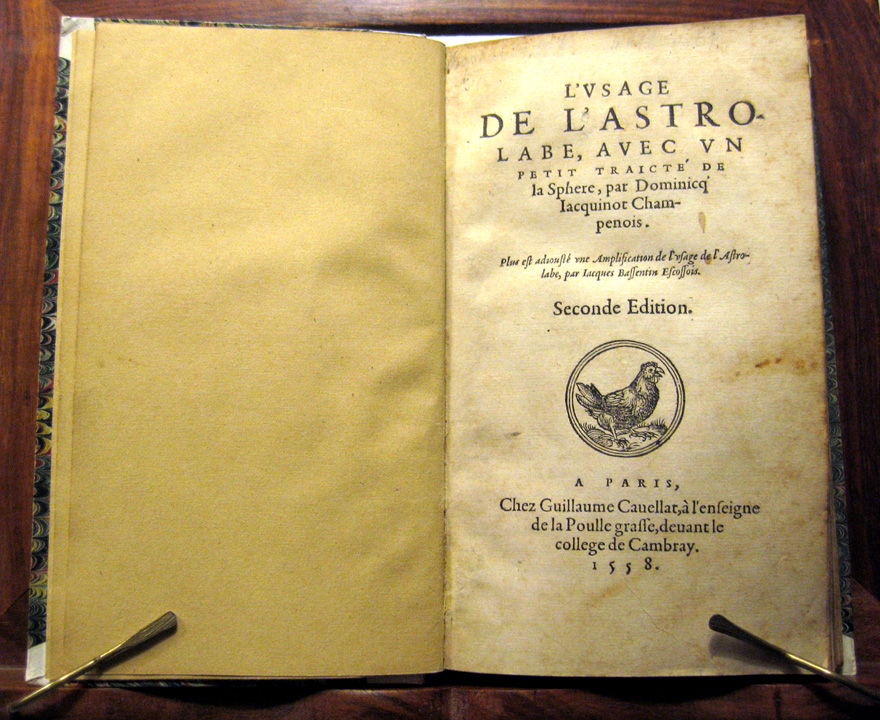 L'VSAGE
DE L'ASTRO-
LABE, AVEC VN
PETIT TRAICTE' DE
la Sphere, par Dominicq'
Iacquinot Cham-
penois.
Plus est adiousté vne Amplification de l'vsage de l'Astro-
labe, par Iacques Bassentin Escossois.
Seconde Edition.
A PARIS,
Chez Guillaume Cauellat, à l'enseigne
de la Poulle grasse, deuant le
college de Cambray.
1558.